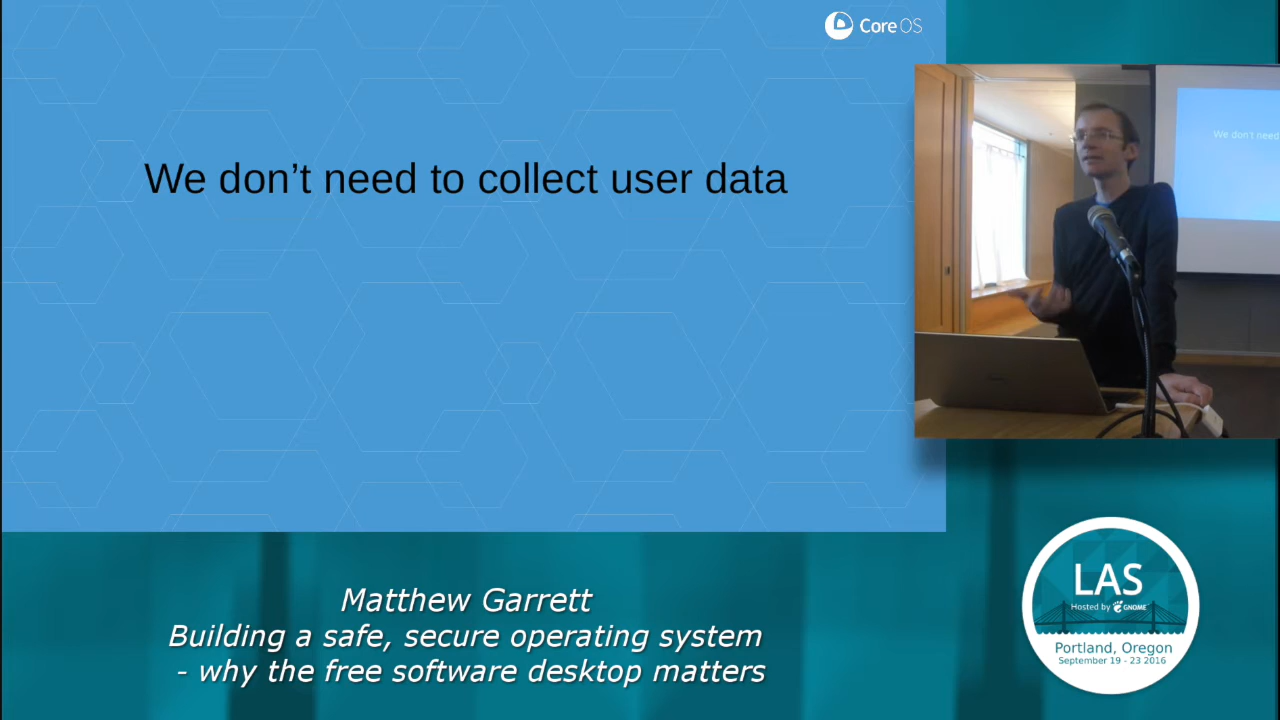 CoreOS
We don't need to collect user data
We don't need
Matthew Garrett
Building a safe, secure operating system
- why the free software desktop matters
LAS
Hosted by GNOME
Portland, Oregon
September 19 - 23 2016